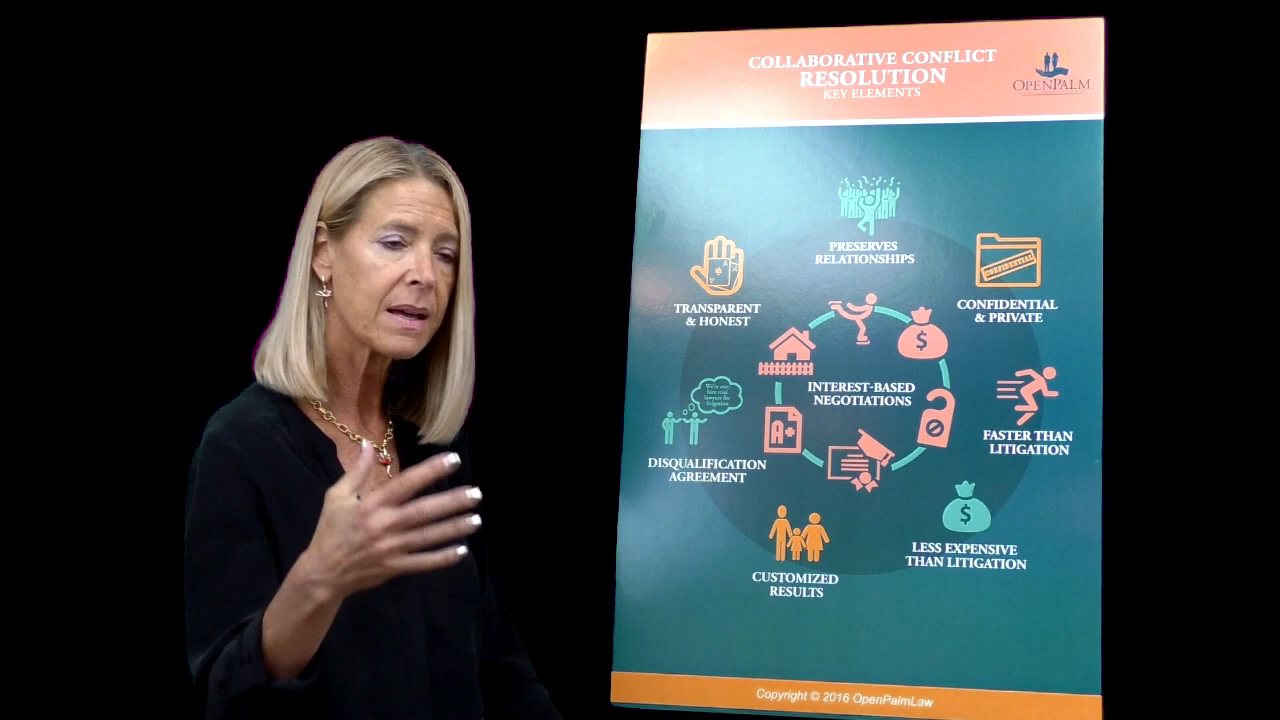 COLLABORATIVE CONFLICT
RESOLUTION
KEY ELEMENTS
OPENPALM
PRESERVES
RELATIONSHIPS
TRANSPARENT
& HONEST
CONFIDENTIAL
CONFIDENTIAL
& PRIVATE
$
INTEREST-BASED
NEGOTIATIONS
A+
FASTER THAN
LITIGATION
DISQUALIFICATION
AGREEMENT
$
LESS EXPENSIVE
THAN LITIGATION
CUSTOMIZED
RESULTS
Copyright © 2016 OpenPalmLaw